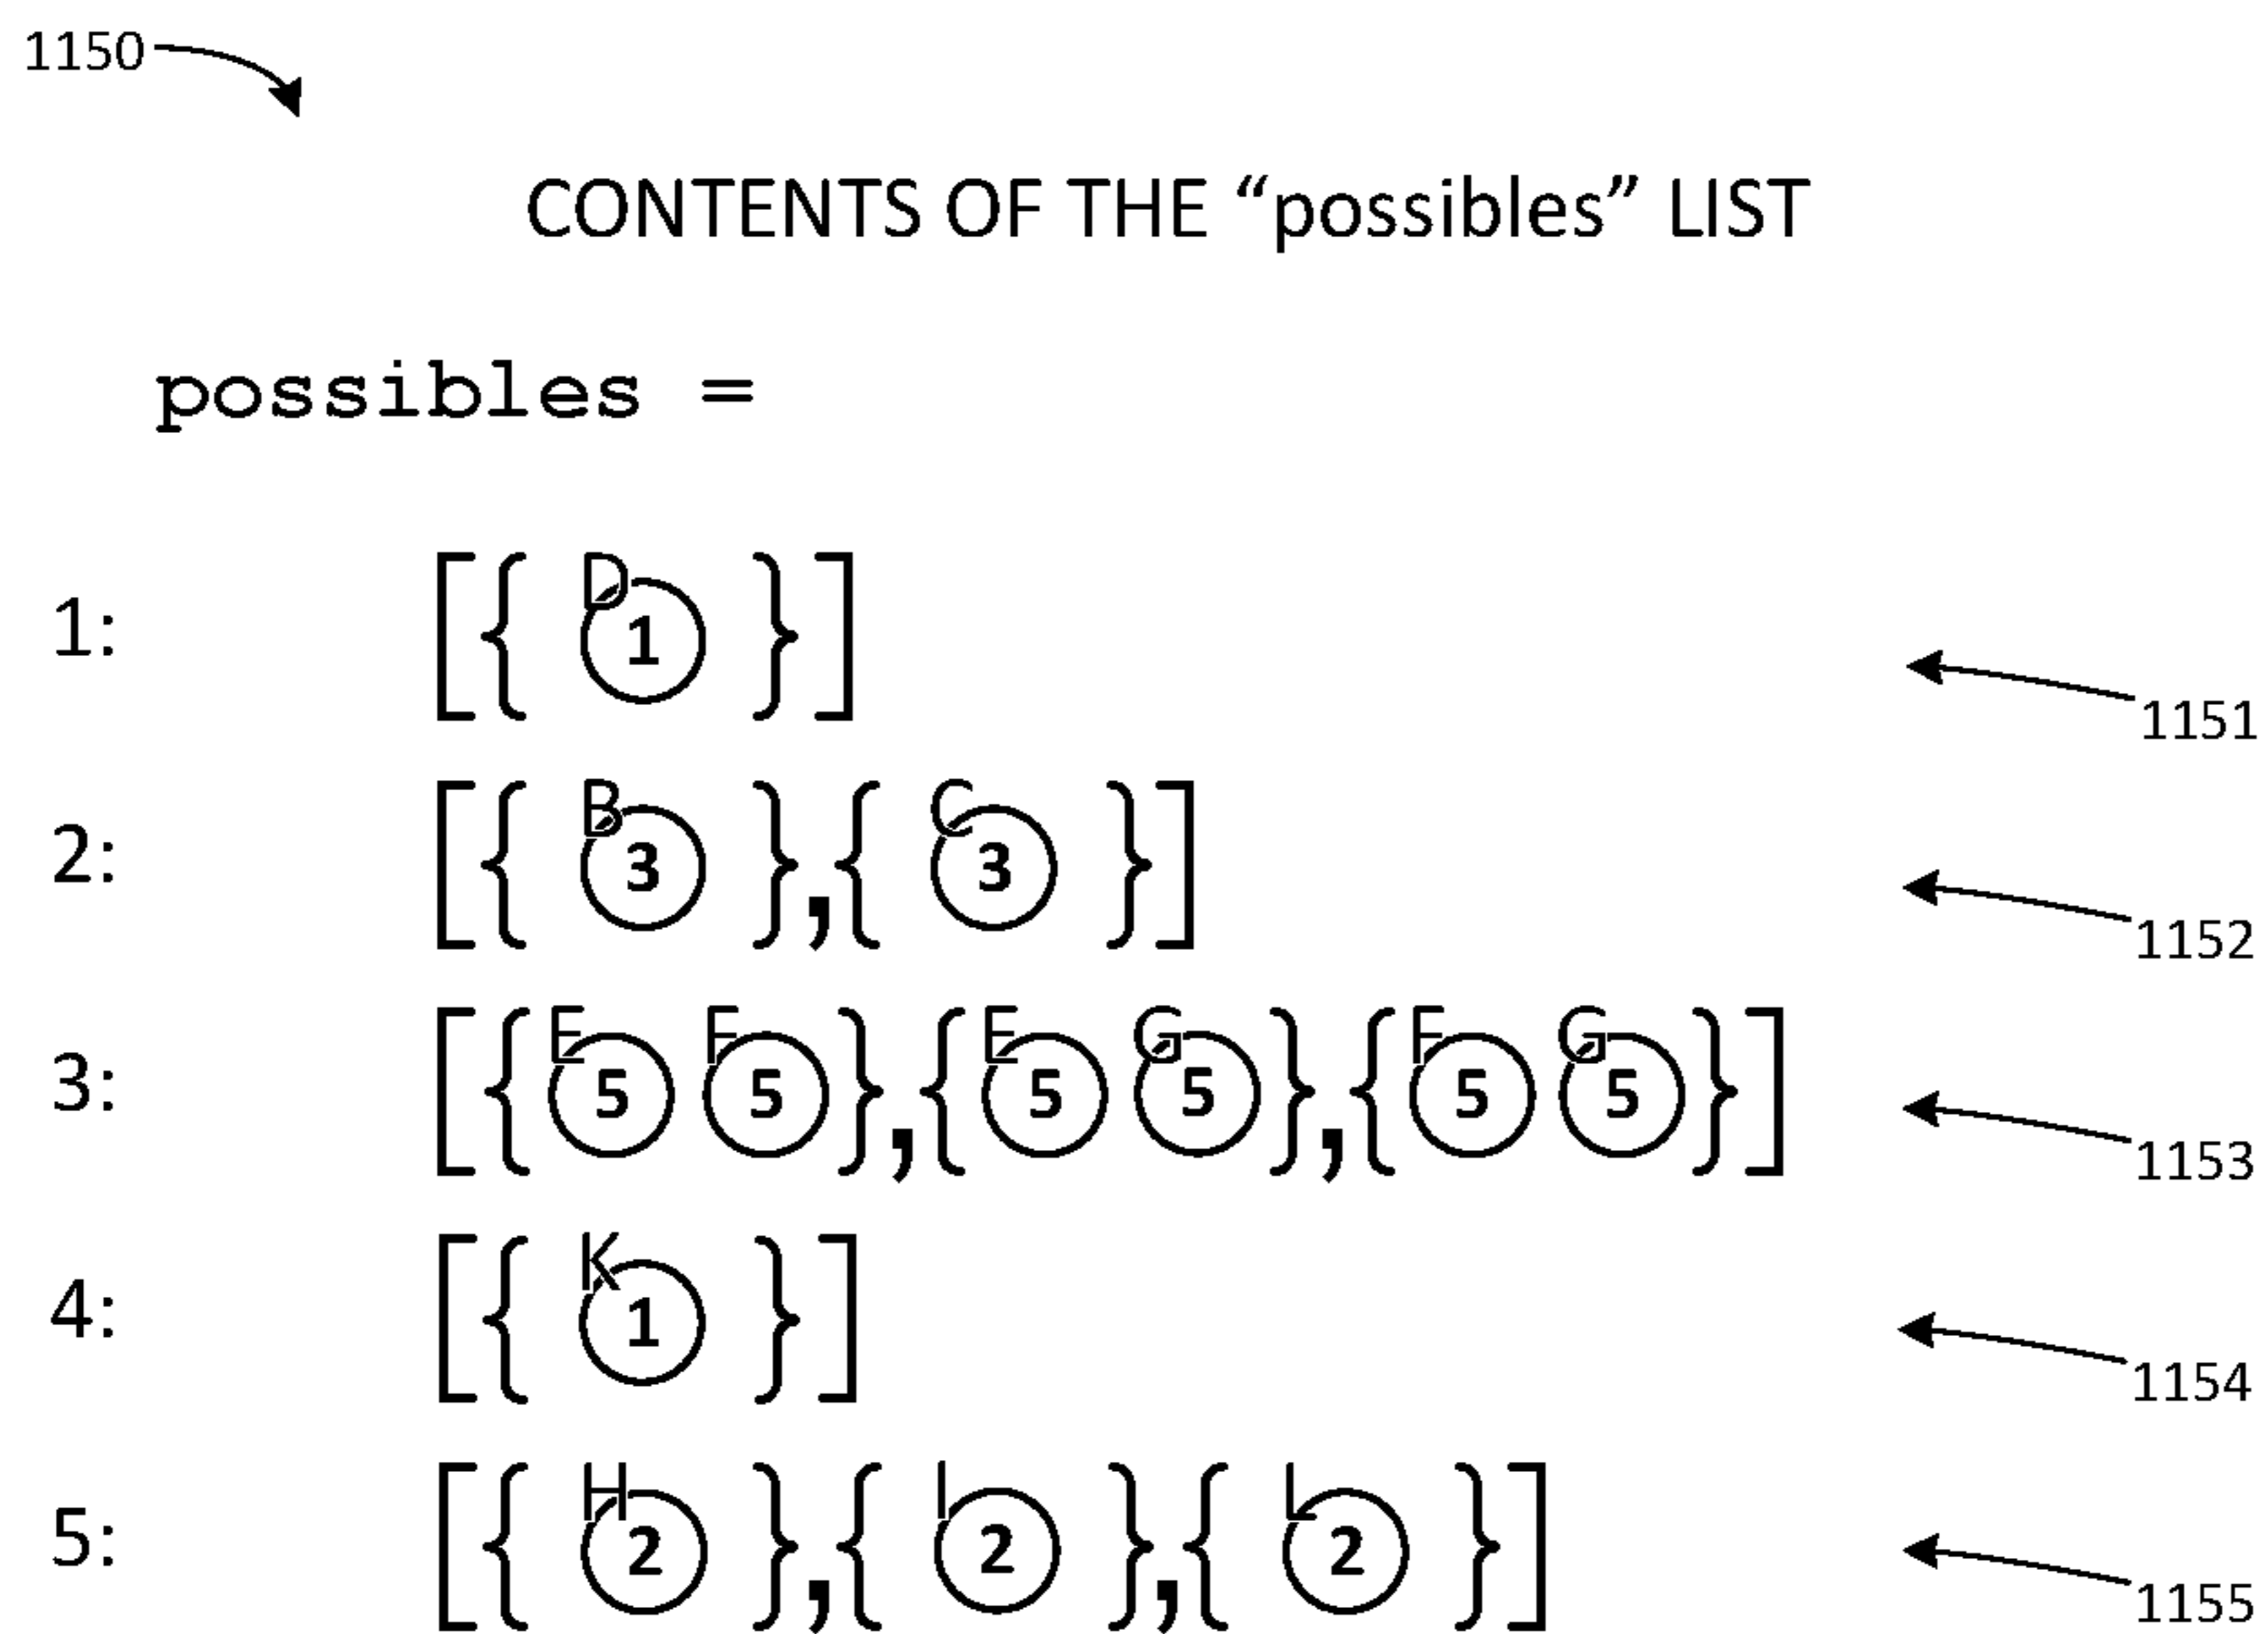 1150
CONTENTS OF THE “possibles” LIST
possibles =
1: [{ D 1 }]
1151
2: [{ B 3 },{ C 3 }]
1152
3: [{ E 5 F 5 },{ E 5 G 5 },{ F 5 G 5 }]
1153
4: [{ K 1 }]
1154
5: [{ H 2 },{ I 2 },{ L 2 }]
1155